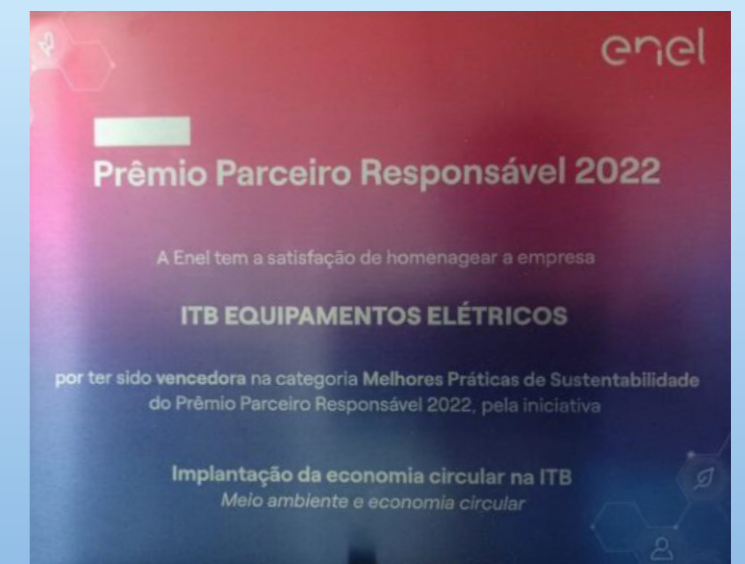 enel
Prêmio Parceiro Responsável 2022
A Enel tem a satisfação de homenagear a empresa
ITB EQUIPAMENTOS ELÉTRICOS
por ter sido vencedora na categoria Melhores Práticas de Sustentabilidade
do Prêmio Parceiro Responsável 2022, pela iniciativa
Implantação da economia circular na ITB
Meio ambiente e economia circular